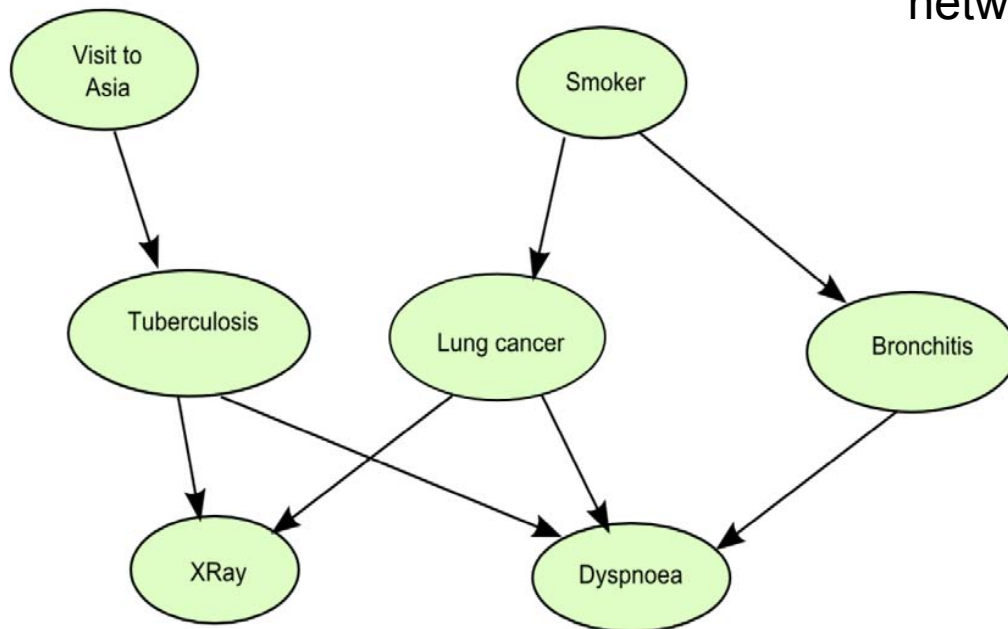 netw
Visit to
Asia
Smoker
Tuberculosis
Lung cancer
Bronchitis
XRay
Dyspnoea